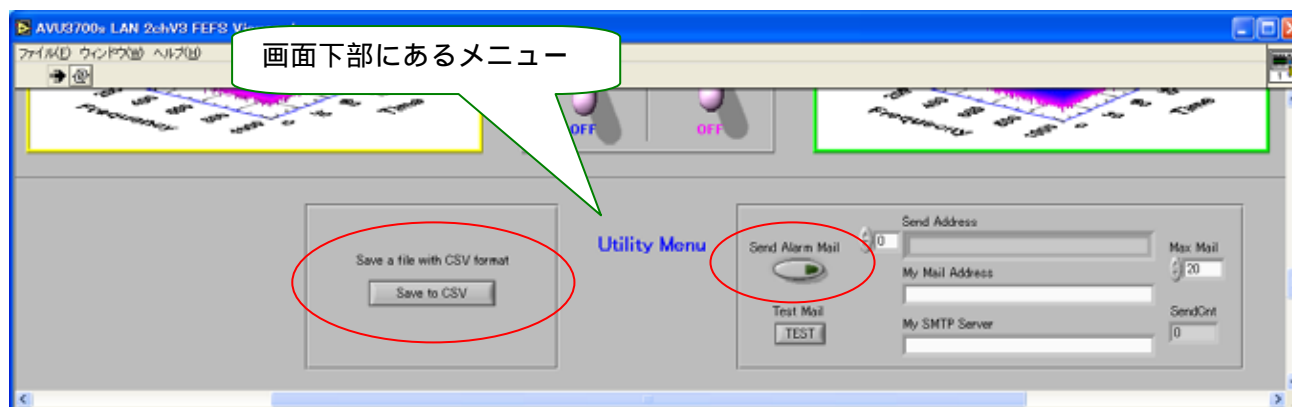 AVU3700s LAN 2chV3 FEFS
ファイル(F) ウィンドウ(W) ヘルプ(H)
画面下部にあるメニュー
Frequency
Time
OFF
OFF
Frequency
Time
Utility Menu
Save a file with CSV format
Save to CSV
Send Alarm Mail
Test Mail
TEST
0
Send Address
My Mail Address
My SMTP Server
Max Mail
20
SendCnt
0